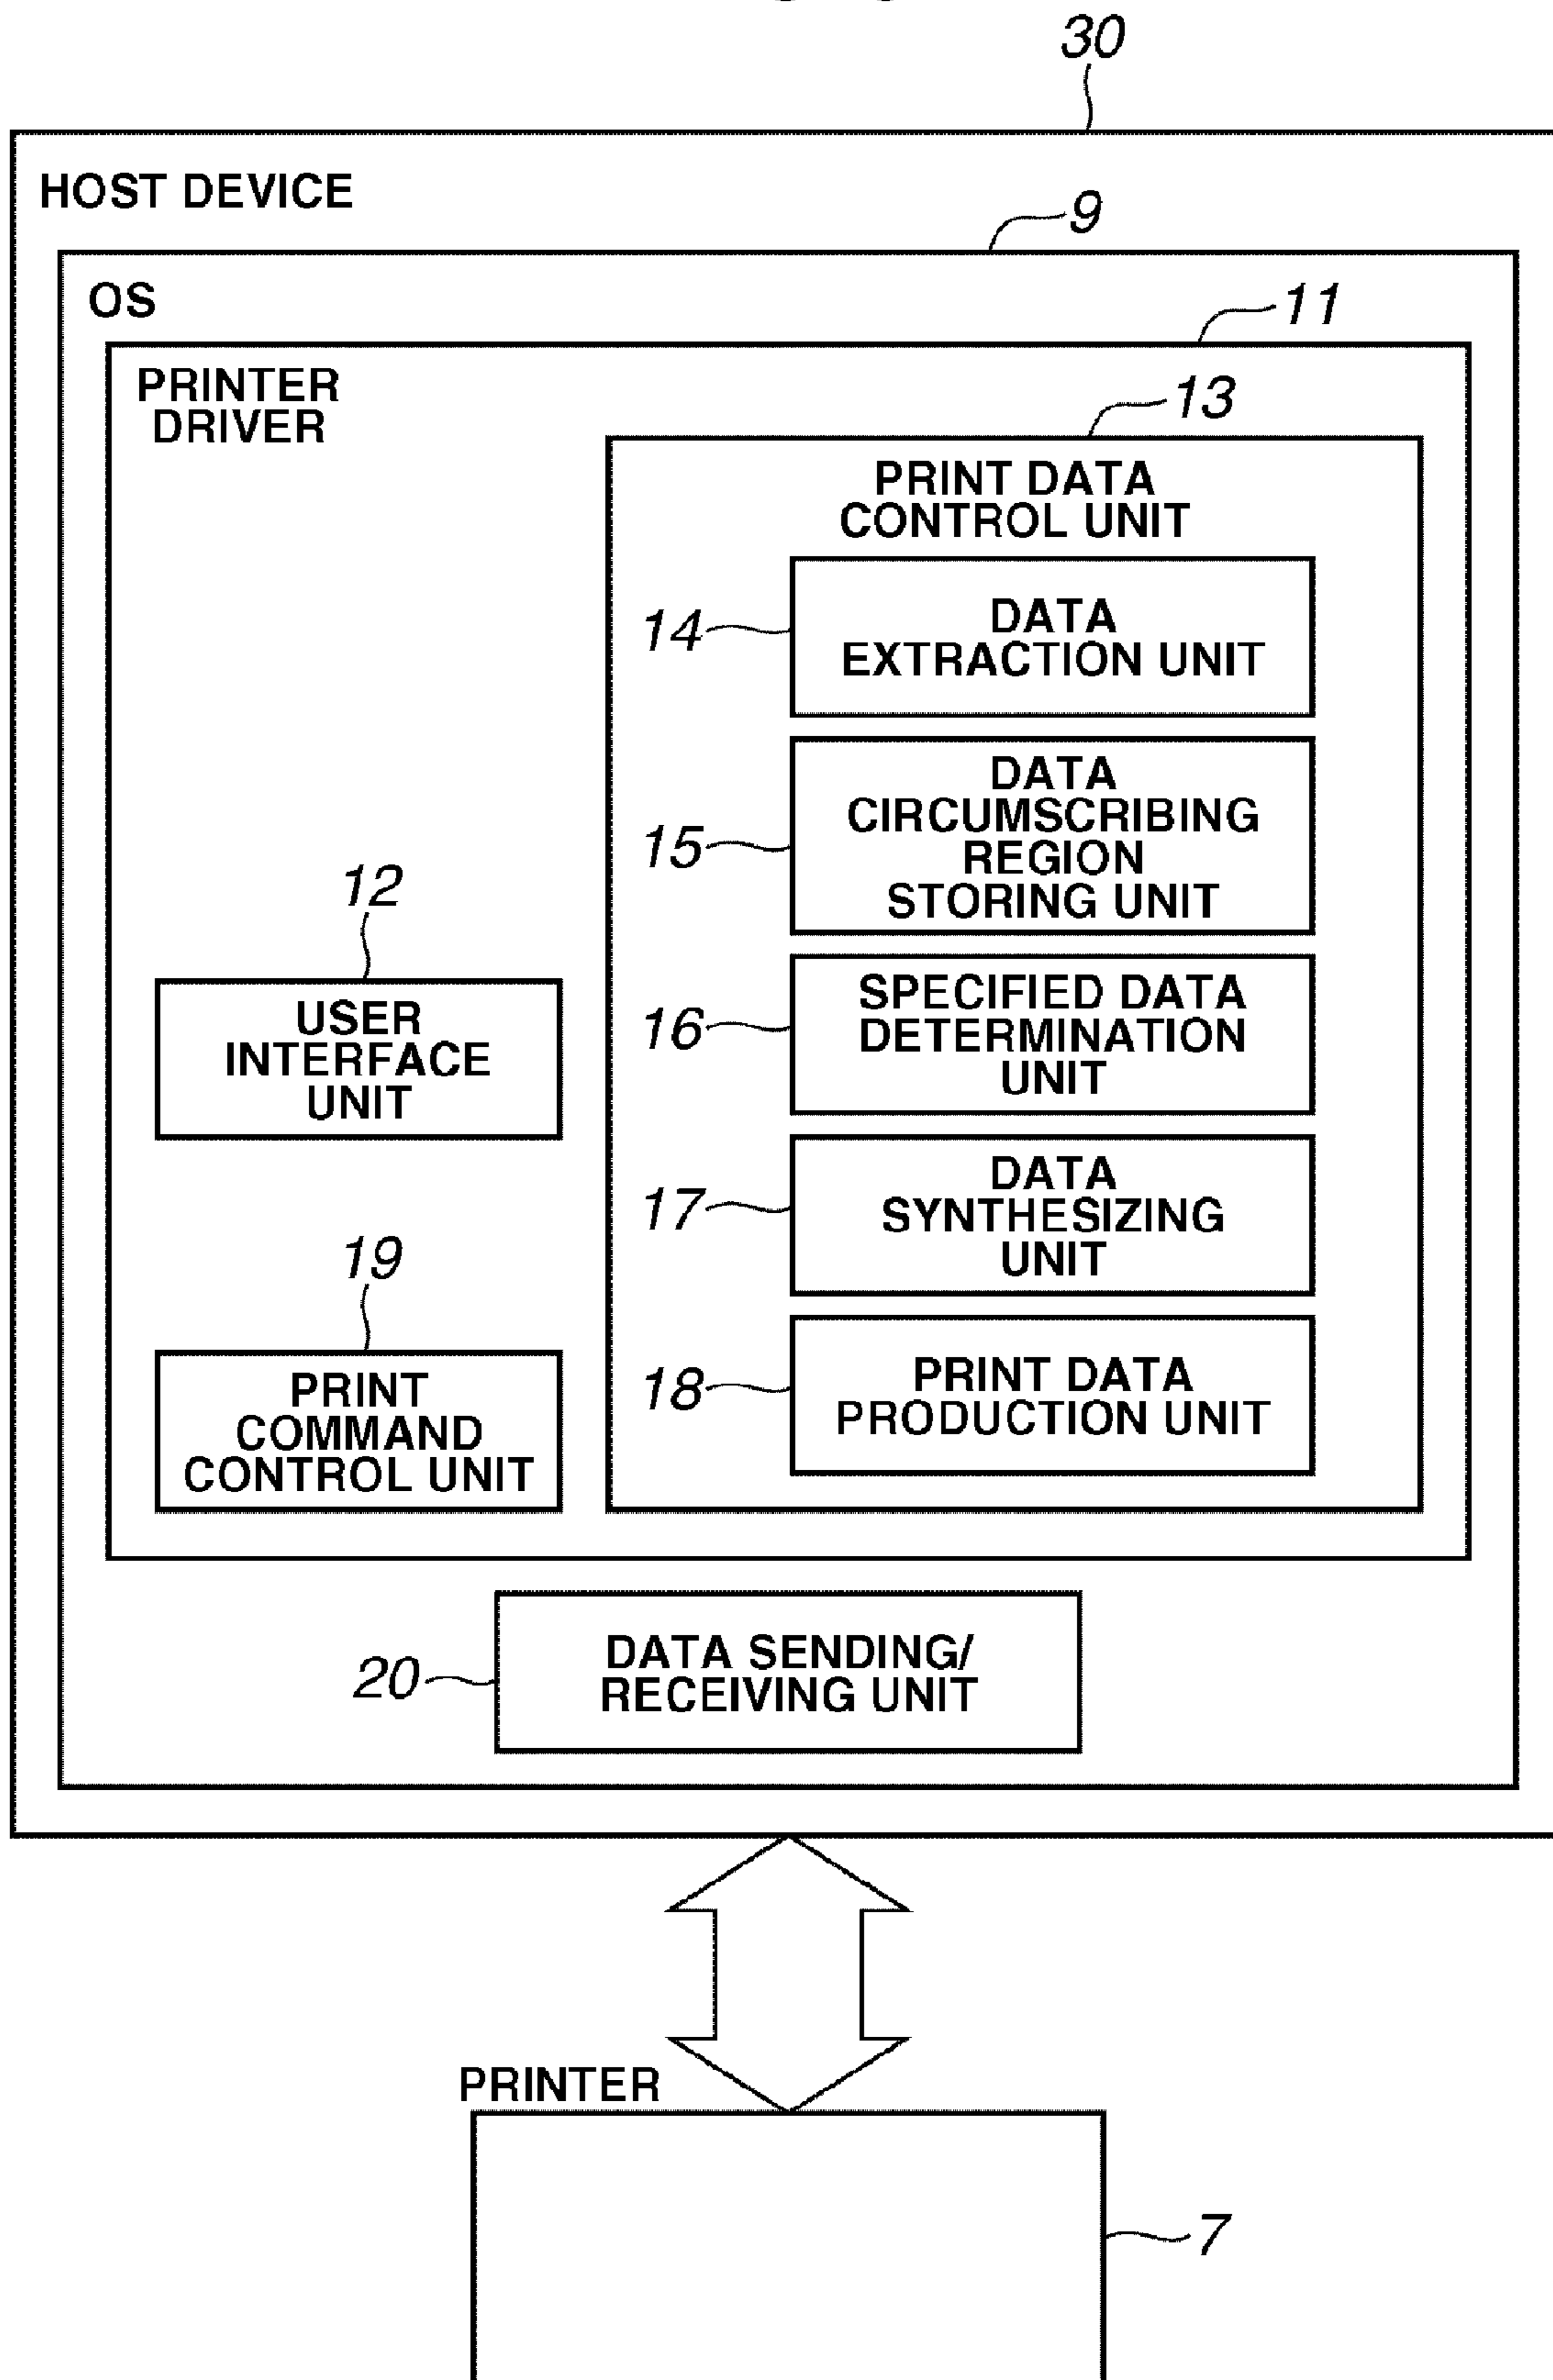 30
HOST DEVICE
9
OS
11
PRINTER
DRIVER
13
PRINT DATA
CONTROL UNIT
14
DATA
EXTRACTION UNIT
15
DATA
CIRCUMSCRIBING
REGION
STORING UNIT
12
USER
INTERFACE
UNIT
16
SPECIFIED DATA
DETERMINATION
UNIT
17
DATA
SYNTHESIZING
UNIT
19
PRINT
COMMAND
CONTROL UNIT
18
PRINT DATA
PRODUCTION UNIT
20
DATA SENDING/
RECEIVING UNIT
PRINTER
7